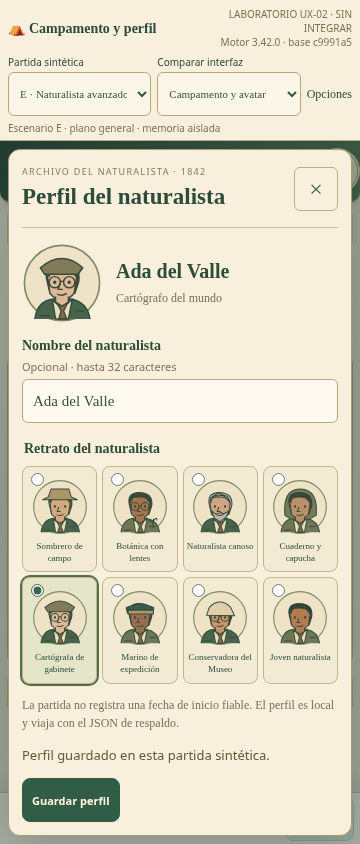 🏕️ Campamento y perfil
LABORATORIO UX-02 · SIN
INTEGRAR
Motor 3.42.0 · base c9991a5
Partida sintética
Comparar interfaz
E · Naturalista avanzado
Campamento y avatar
Opciones
Escenario E · plano general · memoria aislada
ARCHIVO DEL NATURALISTA · 1842
Perfil del naturalista
×
Ada del Valle
Cartógrafo del mundo
Nombre del naturalista
Opcional · hasta 32 caracteres
Ada del Valle
Retrato del naturalista
Sombrero de
campo
Botánica con
lentes
Naturalista canoso
Cuaderno y
capucha
Cartógrafa de
gabinete
Marino de
expedición
Conservadora del
Museo
Joven naturalista
La partida no registra una fecha de inicio fiable. El perfil es local
y viaja con el JSON de respaldo.
Perfil guardado en esta partida sintética.
Guardar perfil